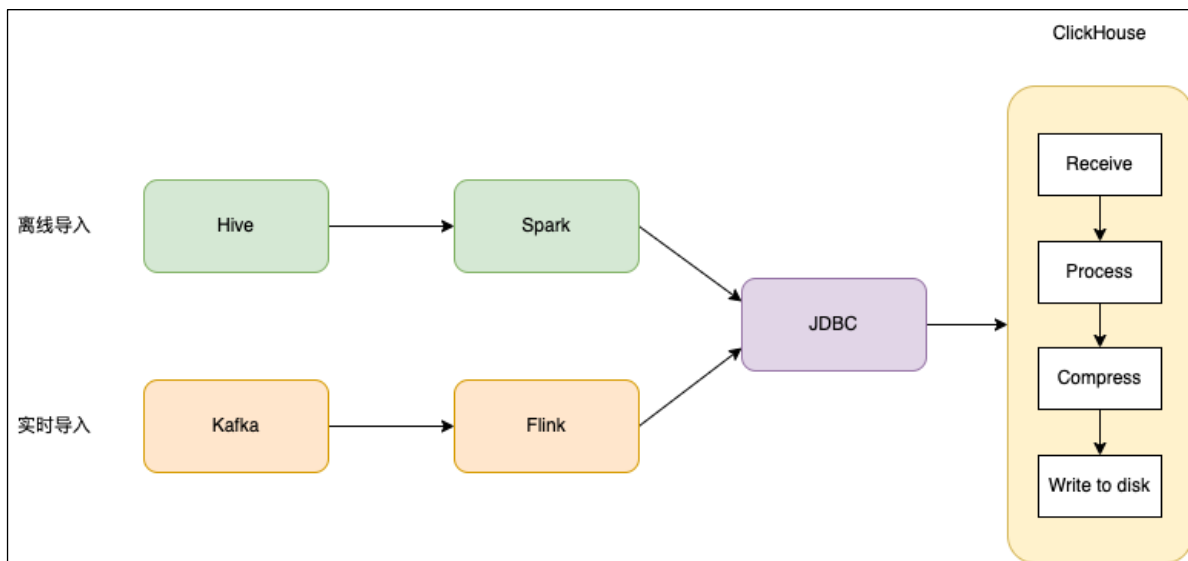 ClickHouse
离线导入
Hive
Spark
实时导入
Kafka
Flink
JDBC
Receive
Process
Compress
Write to disk